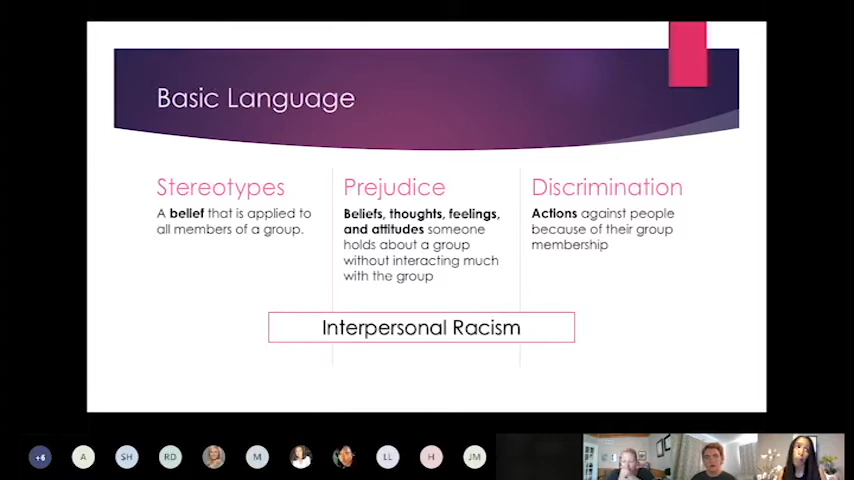 Basic Language
Stereotypes
A belief that is applied to
all members of a group.
Prejudice
Beliefs, thoughts, feelings,
and attitudes someone
holds about a group
without interacting much
with the group
Discrimination
Actions against people
because of their group
membership
Interpersonal Racism
+6
A
SH
RD
M
LL
H
JM